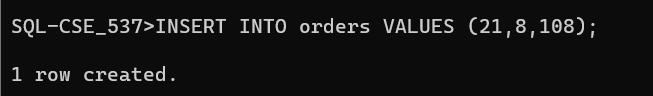 SQL-CSE_537>INSERT INTO orders VALUES (21,8,108);
1 row created.